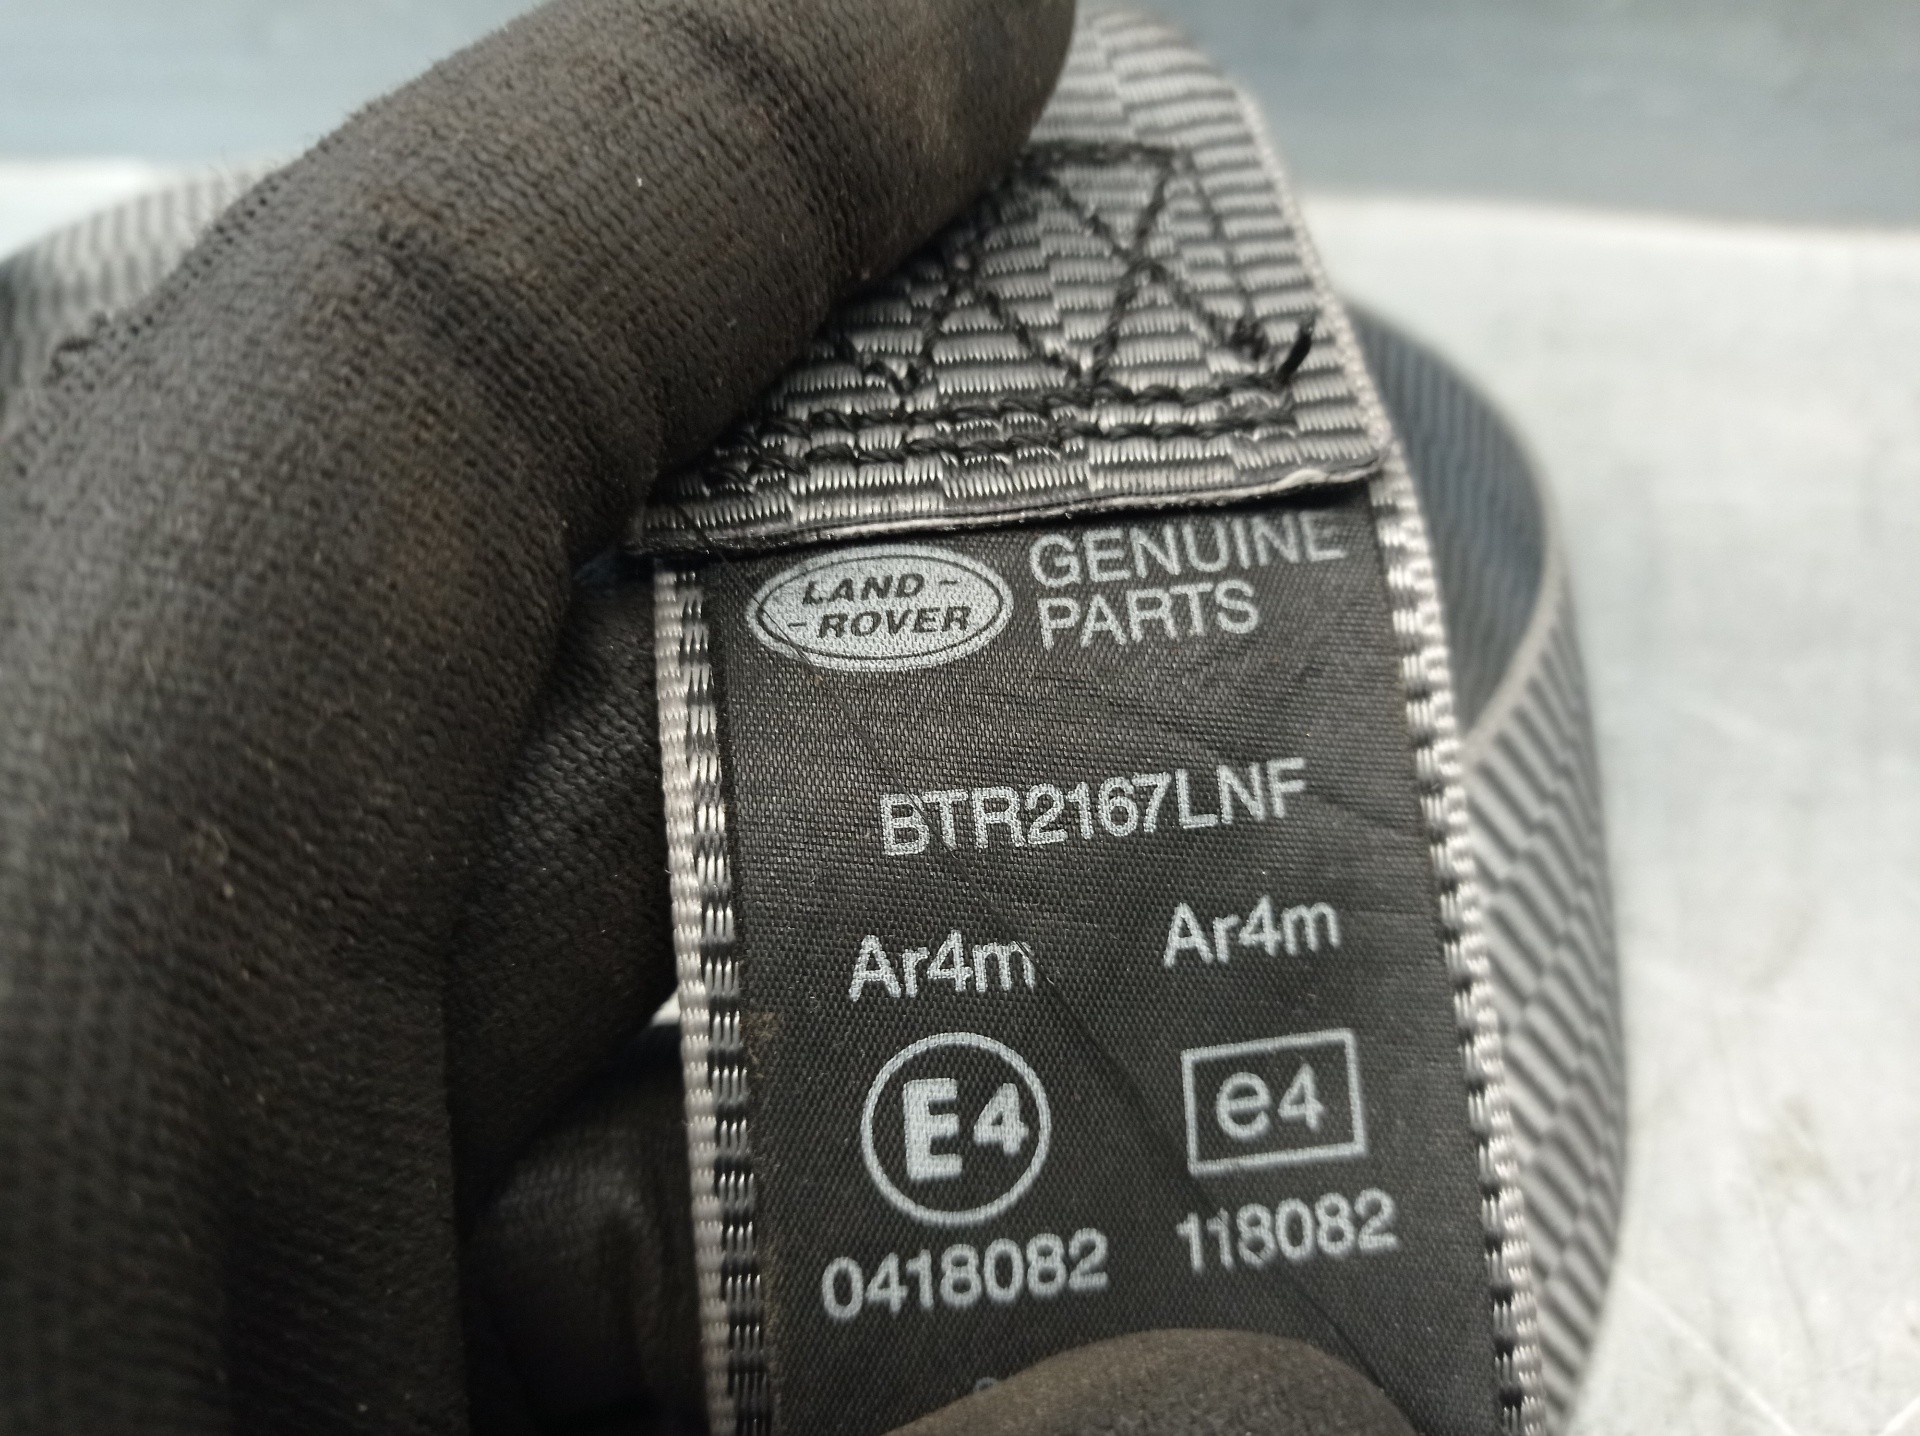 LAND-
-ROVER
GENUINE
PARTS
BTR2167LNF
Ar4m
Ar4m
E4
e4
0418082
118082